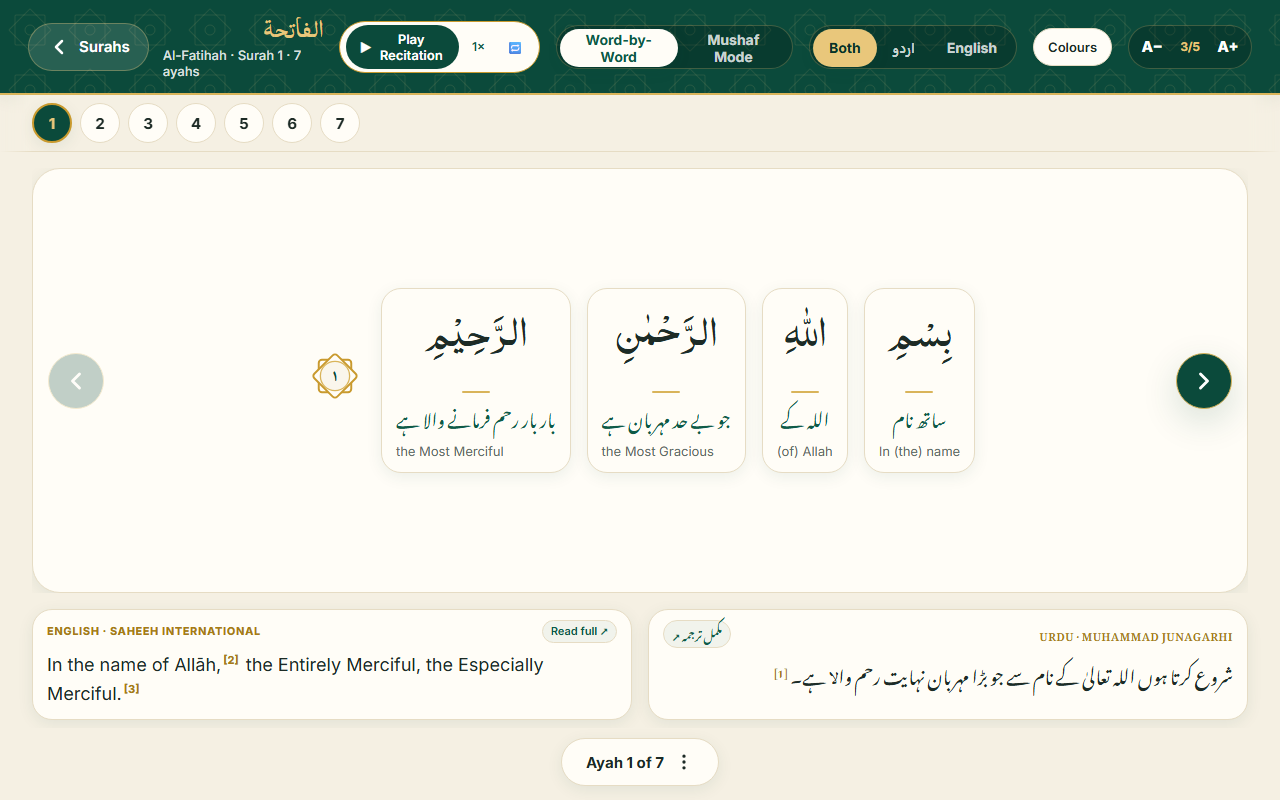 Surahs
الفاتحة
Al-Fatihah · Surah 1 · 7
ayahs
▶ Play
Recitation
1×
Word-by-
Word
Mushaf
Mode
Both
اردو
English
Colours
A−
3/5
A+
1 2 3 4 5 6 7
بِسْمِ اللّٰهِ الرَّحْمٰنِ الرَّحِيْمِ ١
ساتھ نام
In (the) name
اللہ کے
(of) Allah
جو بے حد مہربان ہے
the Most Gracious
بار بار رحم فرمانے والا ہے
the Most Merciful
ENGLISH · SAHEEH INTERNATIONAL
Read full ↗
In the name of Allāh,[2] the Entirely Merciful, the Especially
Merciful.[3]
URDU · MUHAMMAD JUNAGARHI
مکمل ترجمہ ↗
شروع کرتا ہوں اللہ تعالیٰ کے نام سے جو بڑا مہربان نہایت رحم والا ہے۔ [1]
Ayah 1 of 7